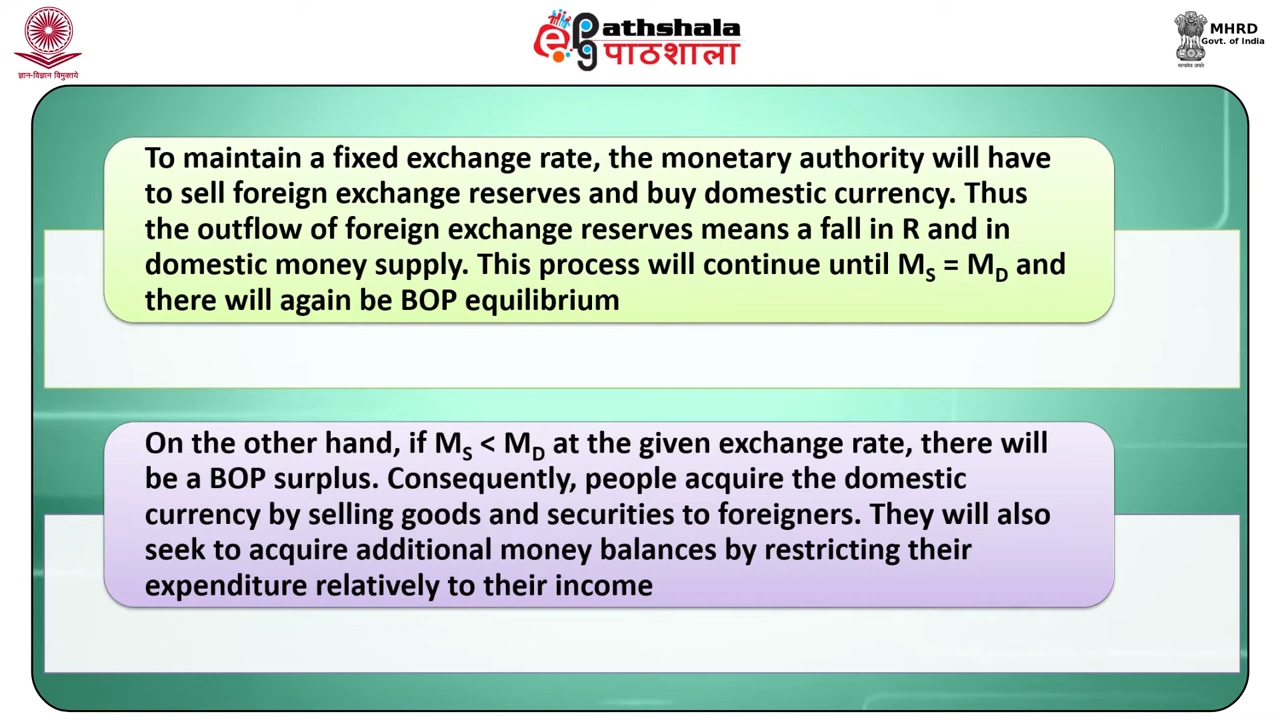 ज्ञान-विज्ञान विमुक्तये
epg athshala
पाठशाला
MHRD
Govt. of India
सत्यमेव जयते
To maintain a fixed exchange rate, the monetary authority will have
to sell foreign exchange reserves and buy domestic currency. Thus
the outflow of foreign exchange reserves means a fall in R and in
domestic money supply. This process will continue until MS = MD and
there will again be BOP equilibrium
On the other hand, if MS < MD at the given exchange rate, there will
be a BOP surplus. Consequently, people acquire the domestic
currency by selling goods and securities to foreigners. They will also
seek to acquire additional money balances by restricting their
expenditure relatively to their income